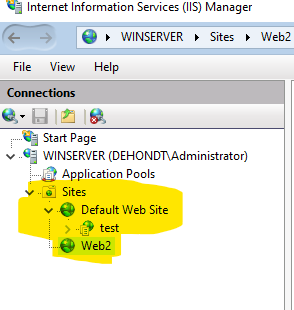 Internet Information Services (IIS) Manager
WINSERVER Sites Web2
File View Help
Connections
Start Page
WINSERVER (DEHONDT\Administrator)
Application Pools
Sites
Default Web Site
test
Web2